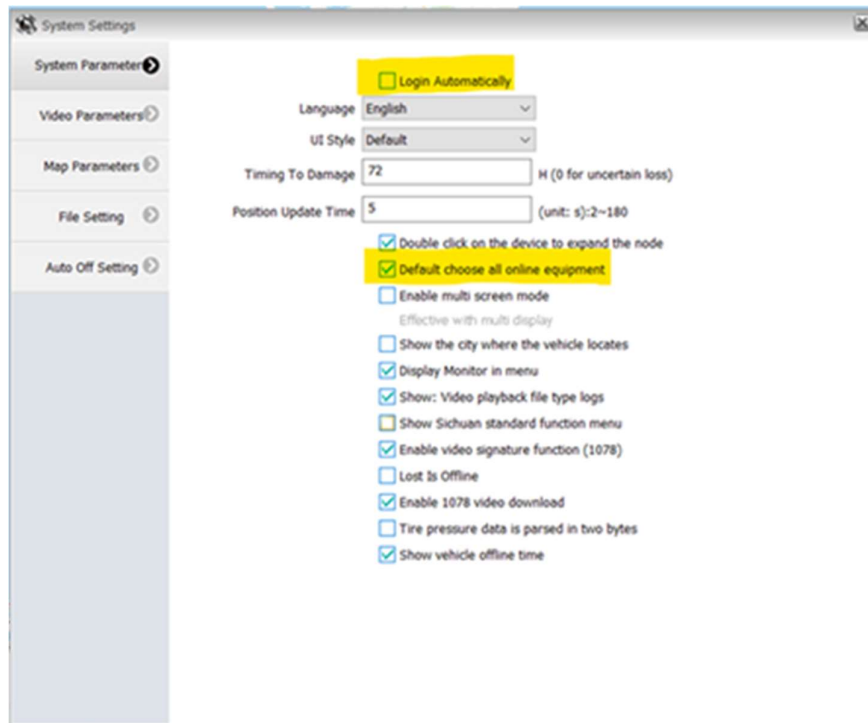 System Settings
System Parameter
Login Automatically
Language English
Video Parameters
UI Style Default
Map Parameters
Timing To Damage 72 H (0 for uncertain loss)
File Setting
Position Update Time 5 (unit: s):2~180
Double click on the device to expand the node
Auto Off Setting
Default choose all online equipment
Enable multi screen mode
Effective with multi display
Show the city where the vehicle locates
Display Monitor in menu
Show: Video playback file type logs
Show Sichuan standard function menu
Enable video signature function (1078)
Lost Is Offline
Enable 1078 video download
Tire pressure data is parsed in two bytes
Show vehicle offline time